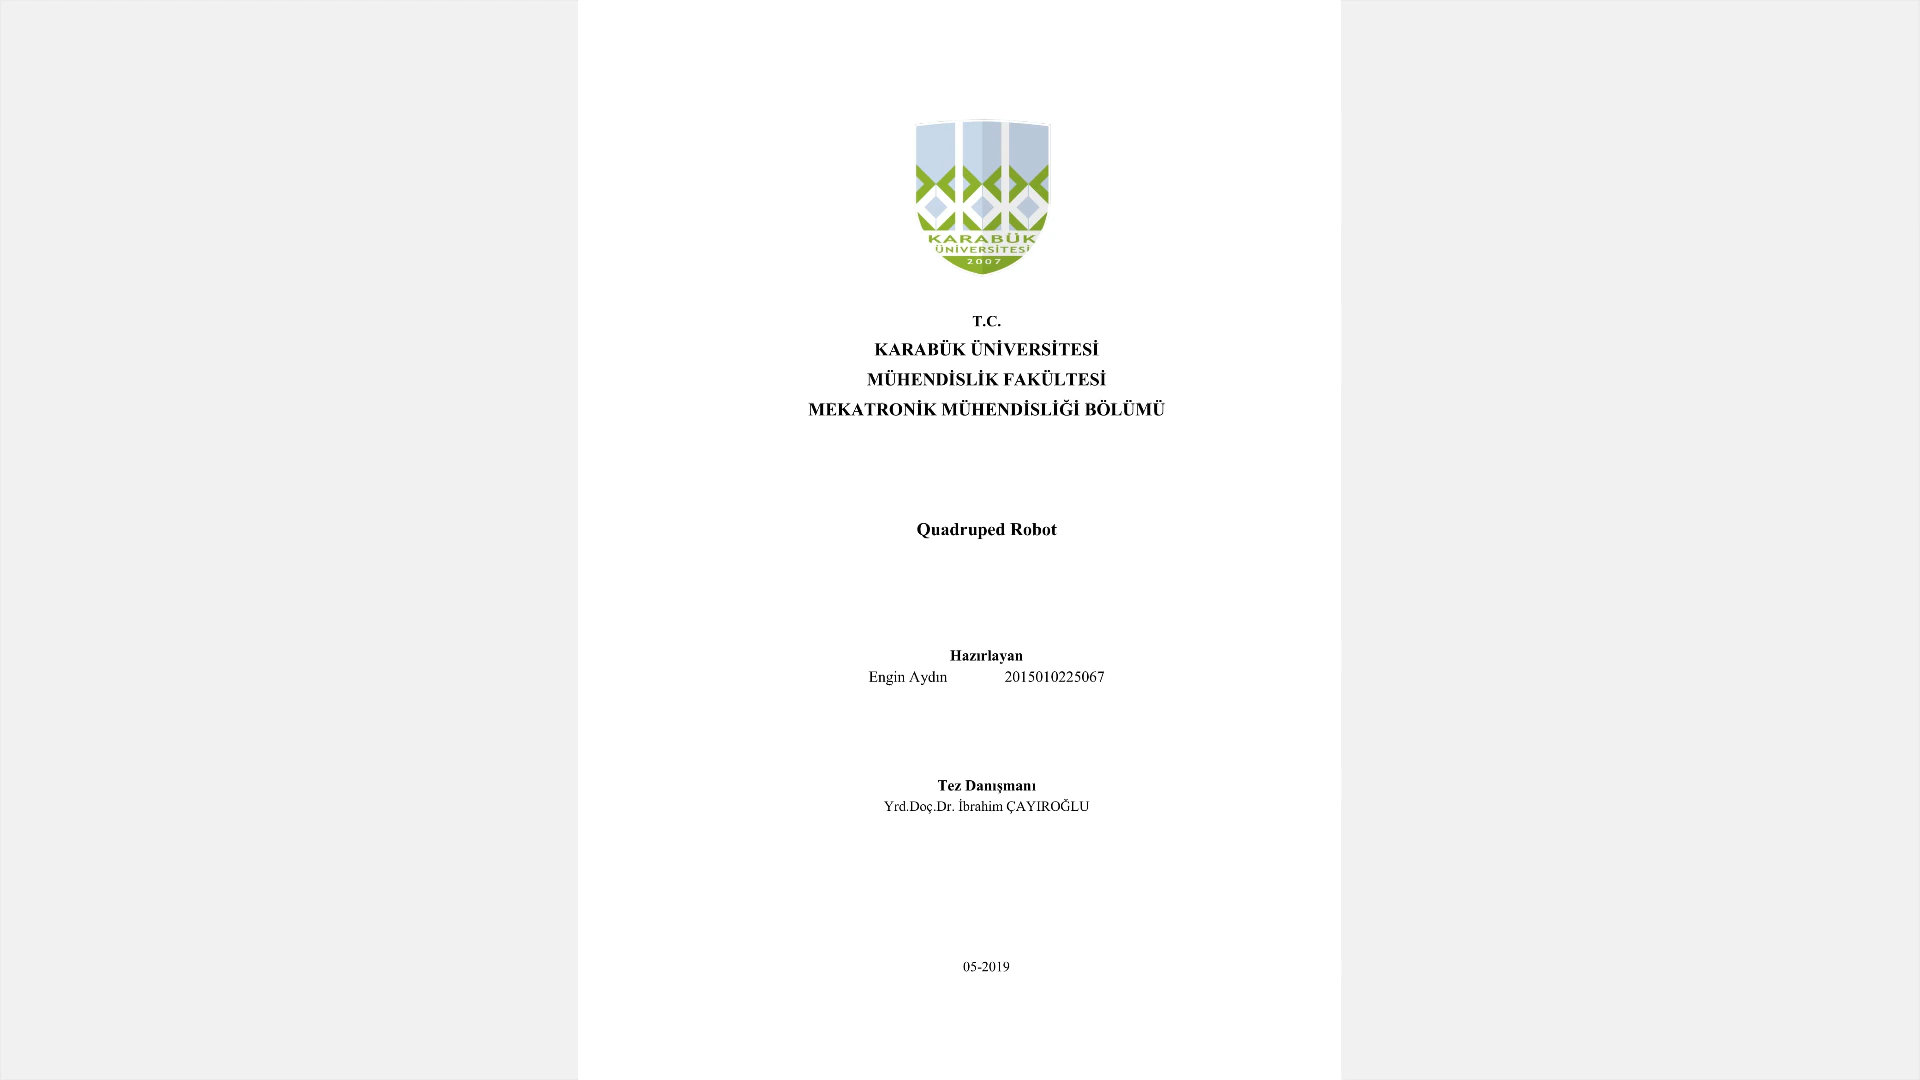 KARABÜK
ÜNİVERSİTESİ
2007
T.C.
KARABÜK ÜNİVERSİTESİ
MÜHENDİSLİK FAKÜLTESİ
MEKATRONİK MÜHENDİSLİĞİ BÖLÜMÜ
Quadruped Robot
Hazırlayan
Engin Aydın 2015010225067
Tez Danışmanı
Yrd.Doç.Dr. İbrahim ÇAYIROĞLU
05-2019